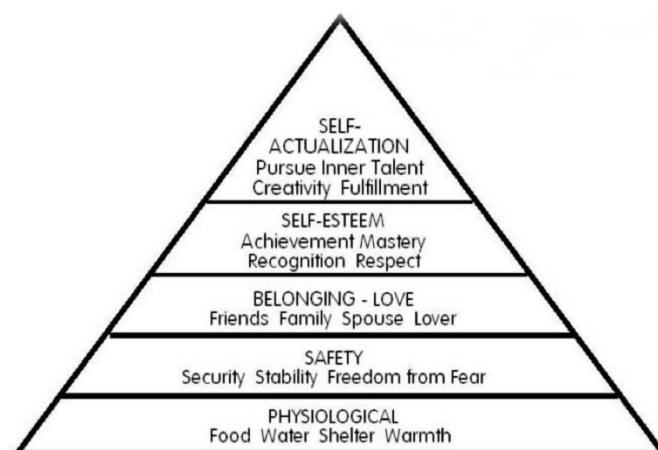 SELF-
ACTUALIZATION
Pursue Inner Talent
Creativity Fulfillment
SELF-ESTEEM
Achievement Mastery
Recognition Respect
BELONGING - LOVE
Friends Family Spouse Lover
SAFETY
Security Stability Freedom from Fear
PHYSIOLOGICAL
Food Water Shelter Warmth